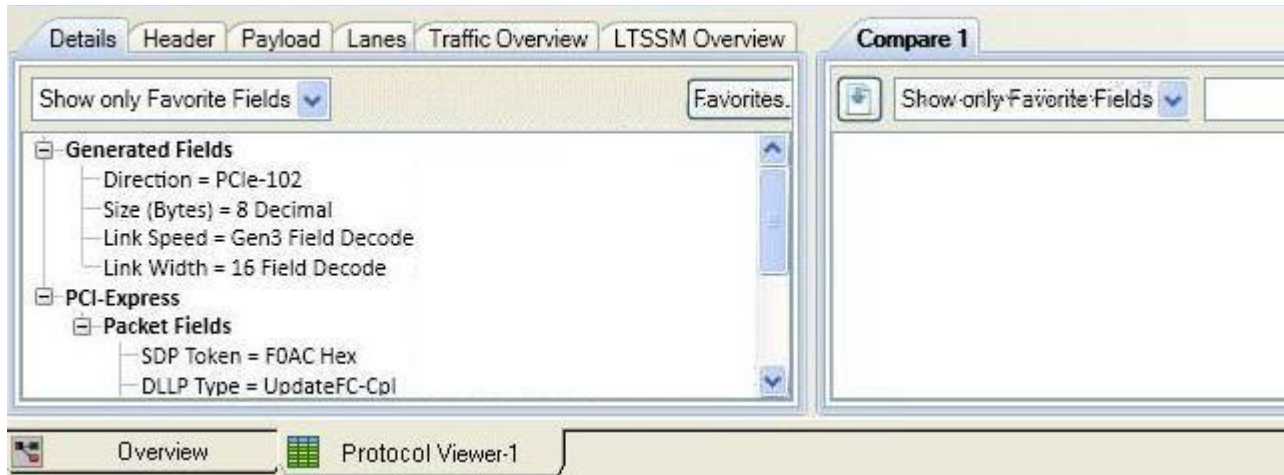 Details Header Payload Lanes Traffic Overview LTSSM Overview
Compare 1
Show only Favorite Fields
Favorites.
Show only Favorite Fields
Generated Fields
Direction = PCIe-102
Size (Bytes) = 8 Decimal
Link Speed = Gen3 Field Decode
Link Width = 16 Field Decode
PCI-Express
Packet Fields
SDP Token = F0AC Hex
DLLP Type = UpdateFC-Cpl
Overview
Protocol Viewer-1